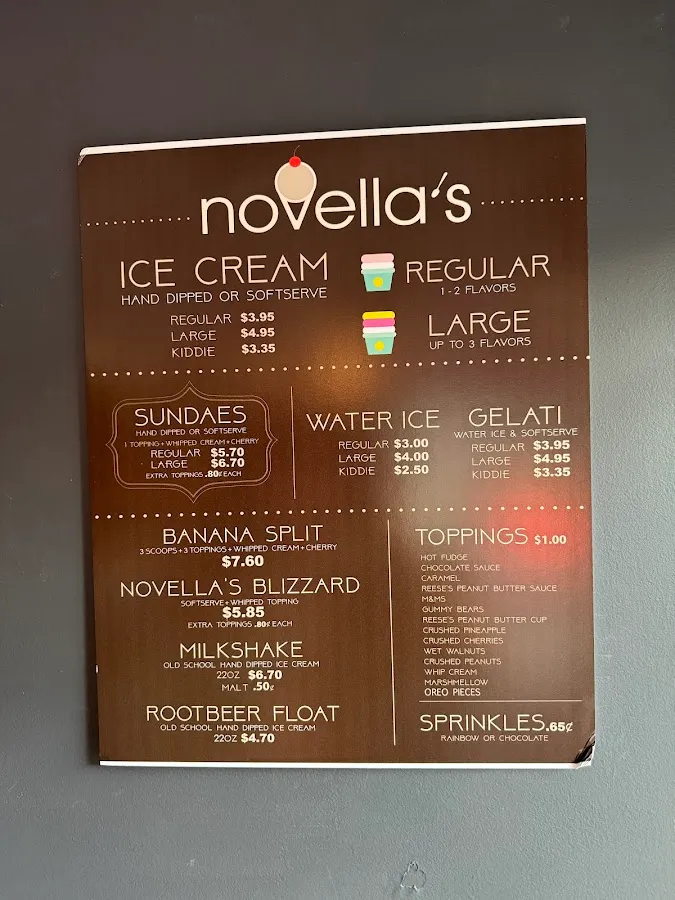 novella's
ICE CREAM
HAND DIPPED OR SOFTSERVE
REGULAR $3.95
LARGE $4.95
KIDDIE $3.35
REGULAR
1-2 FLAVORS
LARGE
UP TO 3 FLAVORS
SUNDAES
HAND DIPPED OR SOFTSERVE
1 TOPPING+WHIPPED CREAM+CHERRY
REGULAR $5.70
LARGE $6.70
EXTRA TOPPINGS .80¢ EACH
WATER ICE
REGULAR $3.00
LARGE $4.00
KIDDIE $2.50
GELATI
WATER ICE & SOFTSERVE
REGULAR $3.95
LARGE $4.95
KIDDIE $3.35
BANANA SPLIT
3 SCOOPS+3 TOPPINGS+WHIPPED CREAM+CHERRY
$7.60
NOVELLA'S BLIZZARD
SOFTSERVE+WHIPPED TOPPING
$5.85
EXTRA TOPPINGS .80¢ EACH
MILKSHAKE
OLD SCHOOL HAND DIPPED ICE CREAM
22OZ $6.70
MALT .50¢
ROOTBEER FLOAT
OLD SCHOOL HAND DIPPED ICE CREAM
22OZ $4.70
TOPPINGS $1.00
HOT FUDGE
CHOCOLATE SAUCE
CARAMEL
REESE'S PEANUT BUTTER SAUCE
M&MS
GUMMY BEARS
REESE'S PEANUT BUTTER CUP
CRUSHED PINEAPPLE
CRUSHED CHERRIES
WET WALNUTS
CRUSHED PEANUTS
WHIP CREAM
MARSHMELLOW
OREO PIECES
SPRINKLES .65¢
RAINBOW OR CHOCOLATE